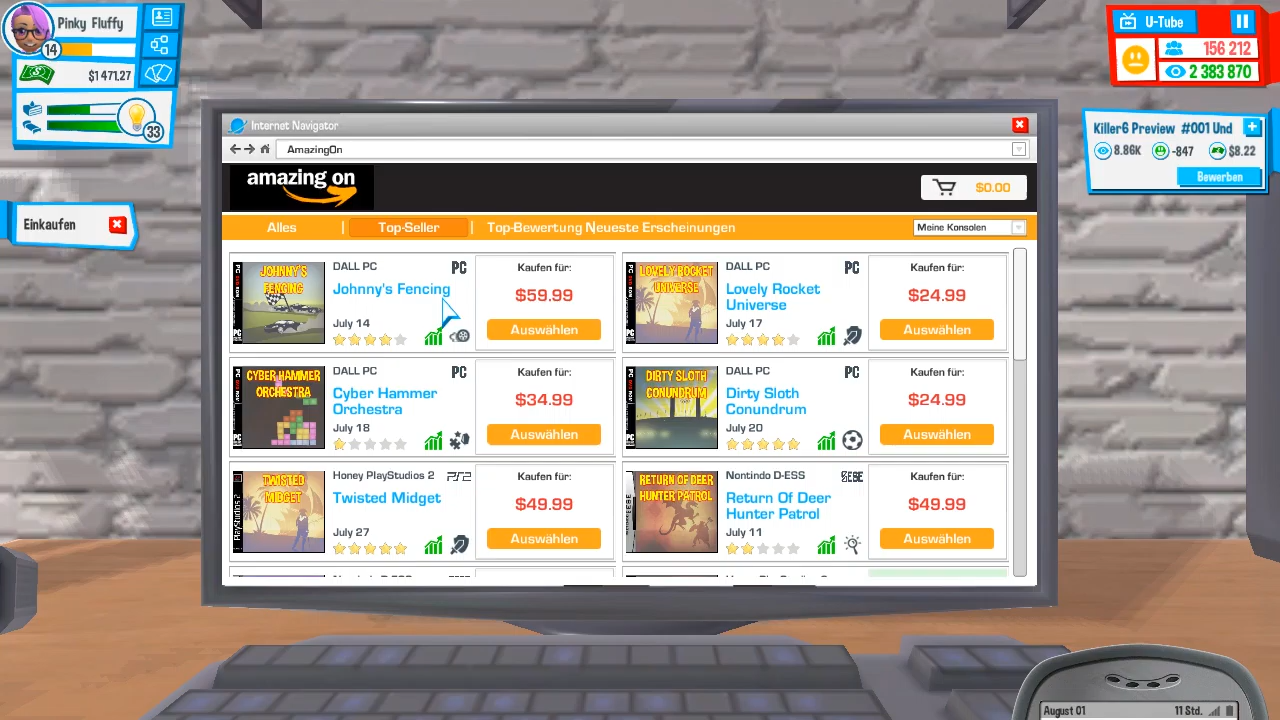 Pinky Fluffy
14
$1 471.27
33
U-Tube
156 212
2 383 870
Killer6 Preview #001 Und
8.86K
-847
$8.22
Bewerben
Einkaufen
Internet Navigator
AmazingOn
amazing on
$0.00
Alles
Top-Seller
Top-Bewertung Neueste Erscheinungen
Meine Konsolen
JOHNNY'S
FENCING
PC
DALL PC
PC
Johnny's Fencing
July 14
Kaufen für:
$59.99
Auswählen
LOVELY ROCKET
UNIVERSE
PC
DALL PC
PC
Lovely Rocket
Universe
July 17
Kaufen für:
$24.99
Auswählen
CYBER HAMMER
ORCHESTRA
PC
DALL PC
PC
Cyber Hammer
Orchestra
July 18
Kaufen für:
$34.99
Auswählen
DIRTY SLOTH
CONUNDRUM
PC
DALL PC
PC
Dirty Sloth
Conundrum
July 20
Kaufen für:
$24.99
Auswählen
TWISTED
MIDGET
PlayStudios 2
Honey PlayStudios 2
PS2
Twisted Midget
July 27
Kaufen für:
$49.99
Auswählen
RETURN OF DEER
HUNTER PATROL
Nontindo D-ESS
Return Of Deer
Hunter Patrol
July 11
Kaufen für:
$49.99
Auswählen
August 01
11 Std.